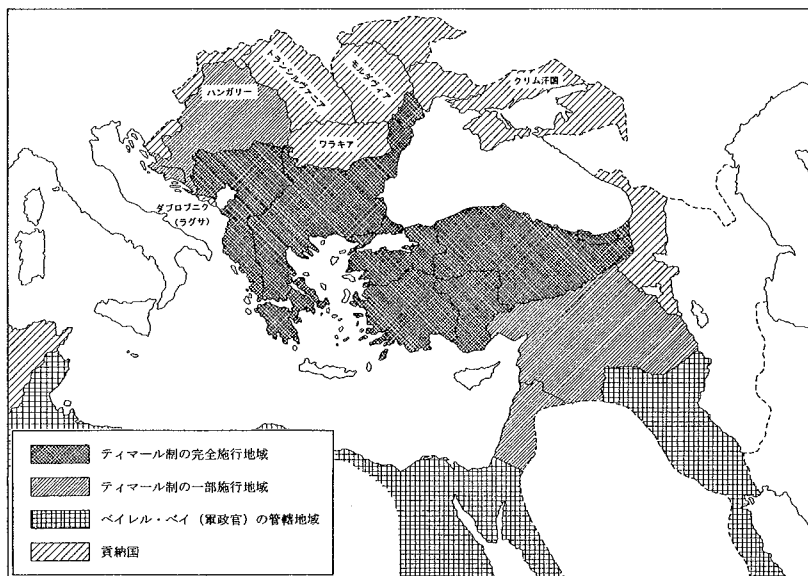 トランシルヴァニア
モルダヴィア
クリム汗国
ハンガリー
ワラキア
ダブロブニク
(ラグサ)
ティマール制の完全施行地域
ティマール制の一部施行地域
ベイレル・ベイ(軍政官)の管轄地域
貢納国